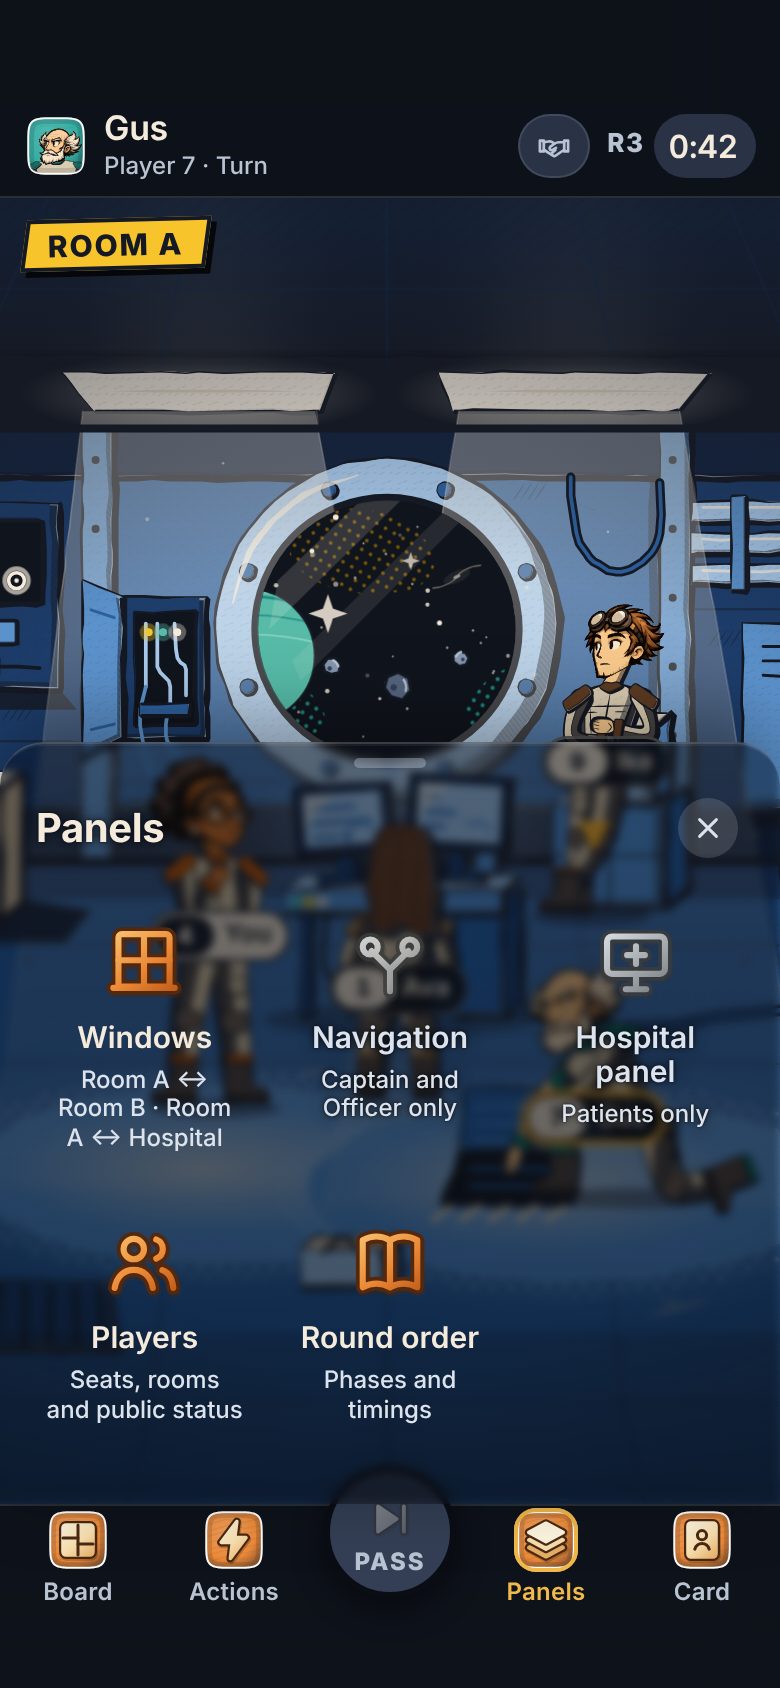 Gus
Player 7 · Turn
R3
0:42
ROOM A
Panels
Windows
Room A ↔
Room B · Room
A ↔ Hospital
Navigation
Captain and
Officer only
Hospital
panel
Patients only
Players
Seats, rooms
and public status
Round order
Phases and
timings
PASS
Board
Actions
Panels
Card